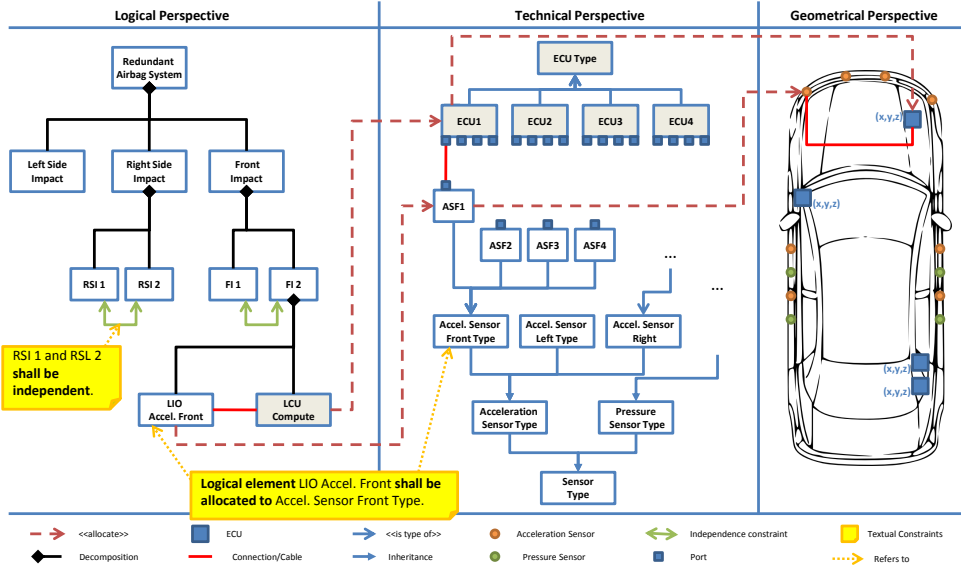 Logical Perspective
Technical Perspective
Geometrical Perspective
Redundant
Airbag System
Left Side
Impact
Right Side
Impact
Front
Impact
RSI 1
RSI 2
FI 1
FI 2
RSI 1 and RSL 2
shall be
independent.
LIO
Accel. Front
LCU
Compute
Logical element LIO Accel. Front shall be
allocated to Accel. Sensor Front Type.
ECU Type
ECU1
ECU2
ECU3
ECU4
ASF1
ASF2
ASF3
ASF4
...
...
Accel. Sensor
Front Type
Accel. Sensor
Left Type
Accel. Sensor
Right
Acceleration
Sensor Type
Pressure
Sensor Type
Sensor
Type
(x,y,z)
(x,y,z)
(x,y,z)
(x,y,z)
<<allocate>>
ECU
<<is type of>>
Acceleration Sensor
Independence constraint
Textual Constraints
Decomposition
Connection/Cable
Inheritance
Pressure Sensor
Port
Refers to